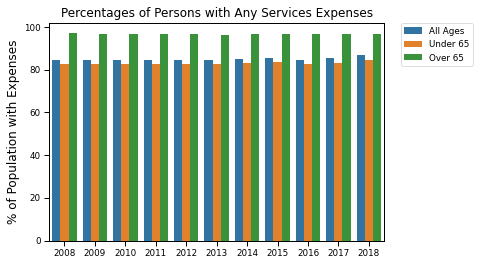 Percentages of Persons with Any Services Expenses
% of Population with Expenses
100
80
60
40
20
0
2008 2009 2010 2011 2012 2013 2014 2015 2016 2017 2018
All Ages
Under 65
Over 65